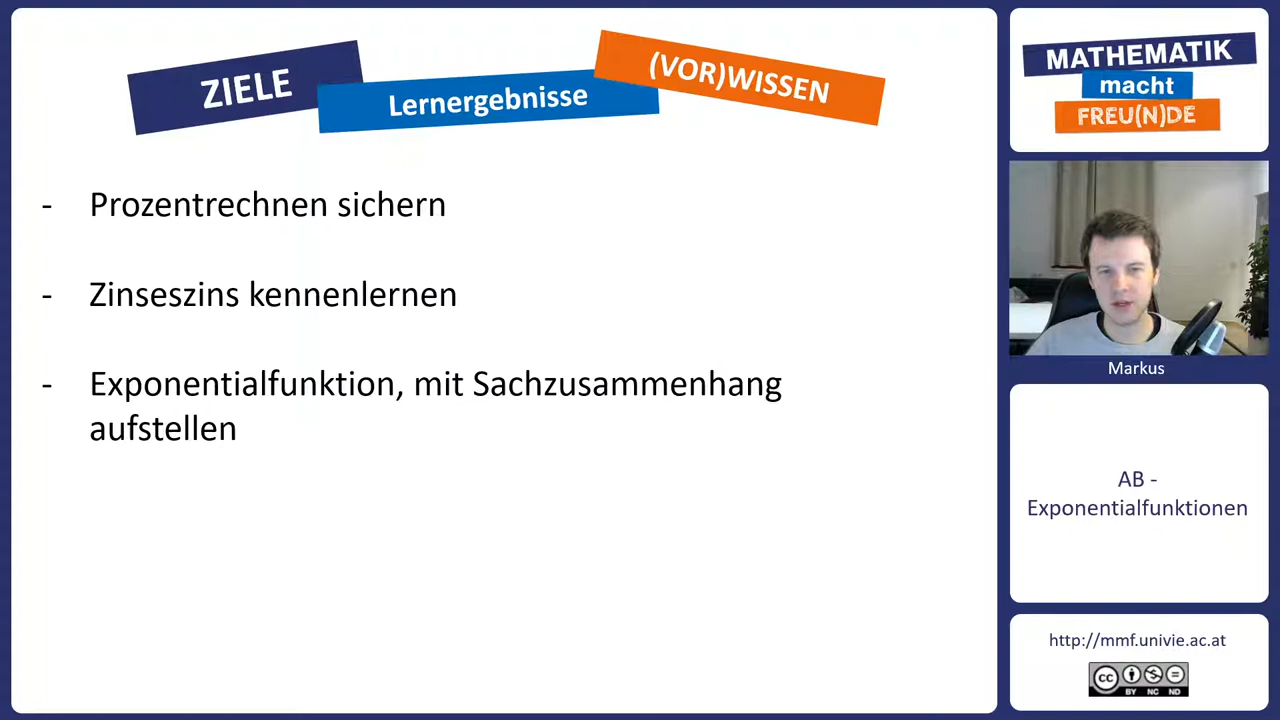 ZIELE
Lernergebnisse
(VOR)WISSEN
- Prozentrechnen sichern
- Zinseszins kennenlernen
- Exponentialfunktion, mit Sachzusammenhang
aufstellen
MATHEMATIK
macht
FREU(N)DE
Markus
AB -
Exponentialfunktionen
http://mmf.univie.ac.at
cc
BY NC ND